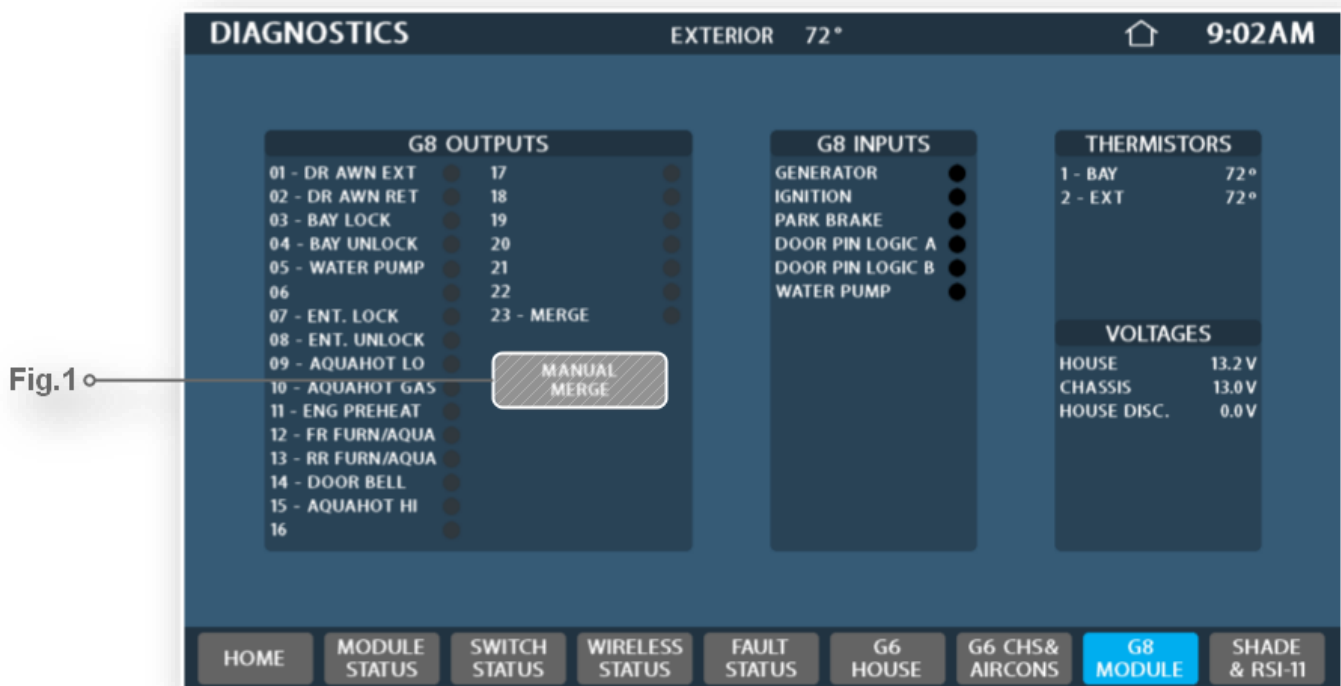 DIAGNOSTICS EXTERIOR 72° 9:02AM
G8 OUTPUTS
01 - DR AWN EXT
02 - DR AWN RET
03 - BAY LOCK
04 - BAY UNLOCK
05 - WATER PUMP
06
07 - ENT. LOCK
08 - ENT. UNLOCK
09 - AQUAHOT LO
10 - AQUAHOT GAS
11 - ENG PREHEAT
12 - FR FURN/AQUA
13 - RR FURN/AQUA
14 - DOOR BELL
15 - AQUAHOT HI
16
17
18
19
20
21
22
23 - MERGE
MANUAL
MERGE
Fig.1
G8 INPUTS
GENERATOR
IGNITION
PARK BRAKE
DOOR PIN LOGIC A
DOOR PIN LOGIC B
WATER PUMP
THERMISTORS
1 - BAY 72°
2 - EXT 72°
VOLTAGES
HOUSE 13.2 V
CHASSIS 13.0 V
HOUSE DISC. 0.0 V
HOME
MODULE
STATUS
SWITCH
STATUS
WIRELESS
STATUS
FAULT
STATUS
G6
HOUSE
G6 CHS&
AIRCONS
G8
MODULE
SHADE
& RSI-11